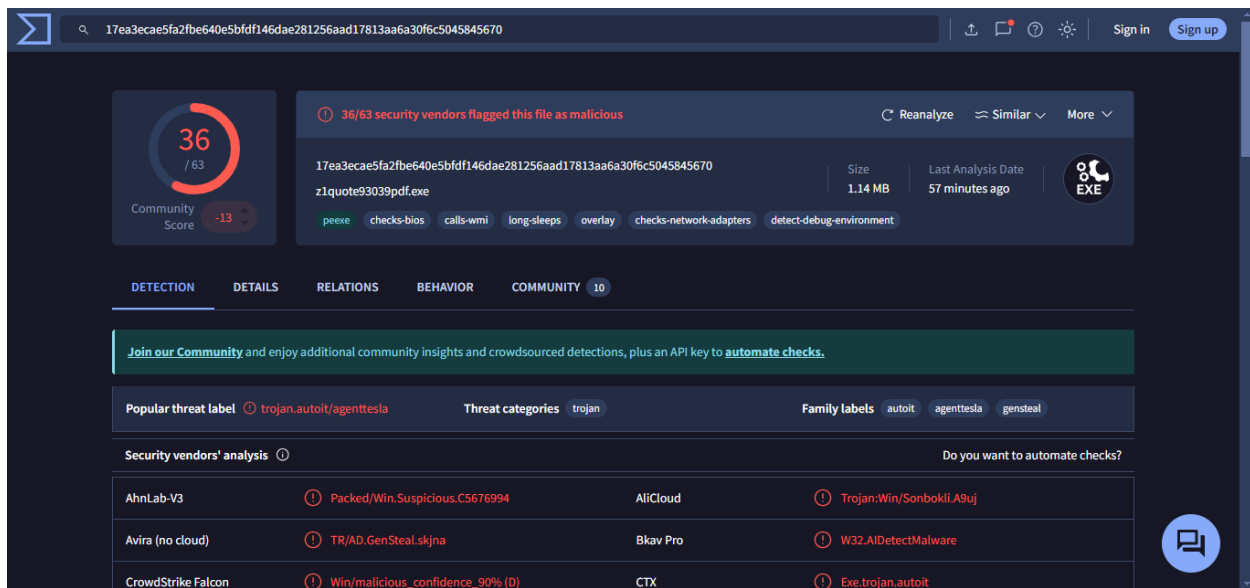 17ea3ecae5fa2fbe640e5bfdf146dae281256aad17813aa6a30f6c5045845670
Sign in
Sign up
36
/ 63
Community
Score
-13
36/63 security vendors flagged this file as malicious
Reanalyze
Similar
More
17ea3ecae5fa2fbe640e5bfdf146dae281256aad17813aa6a30f6c5045845670
z1quote93039pdf.exe
Size
1.14 MB
Last Analysis Date
57 minutes ago
EXE
peexe checks-bios calls-wmi long-sleeps overlay checks-network-adapters detect-debug-environment
DETECTION DETAILS RELATIONS BEHAVIOR COMMUNITY 10
Join our Community and enjoy additional community insights and crowdsourced detections, plus an API key to automate checks.
Popular threat label trojan.autoit/agenttesla Threat categories trojan Family labels autoit agenttesla gensteal
Security vendors' analysis Do you want to automate checks?
AhnLab-V3 Packed/Win.Suspicious.C5676994 AliCloud Trojan:Win/Sonbokli.A9uj
Avira (no cloud) TR/AD.GenSteal.skjna Bkav Pro W32.AIDetectMalware
CrowdStrike Falcon Win/malicious_confidence_90% (D) CTX Exe.trojan.autoit